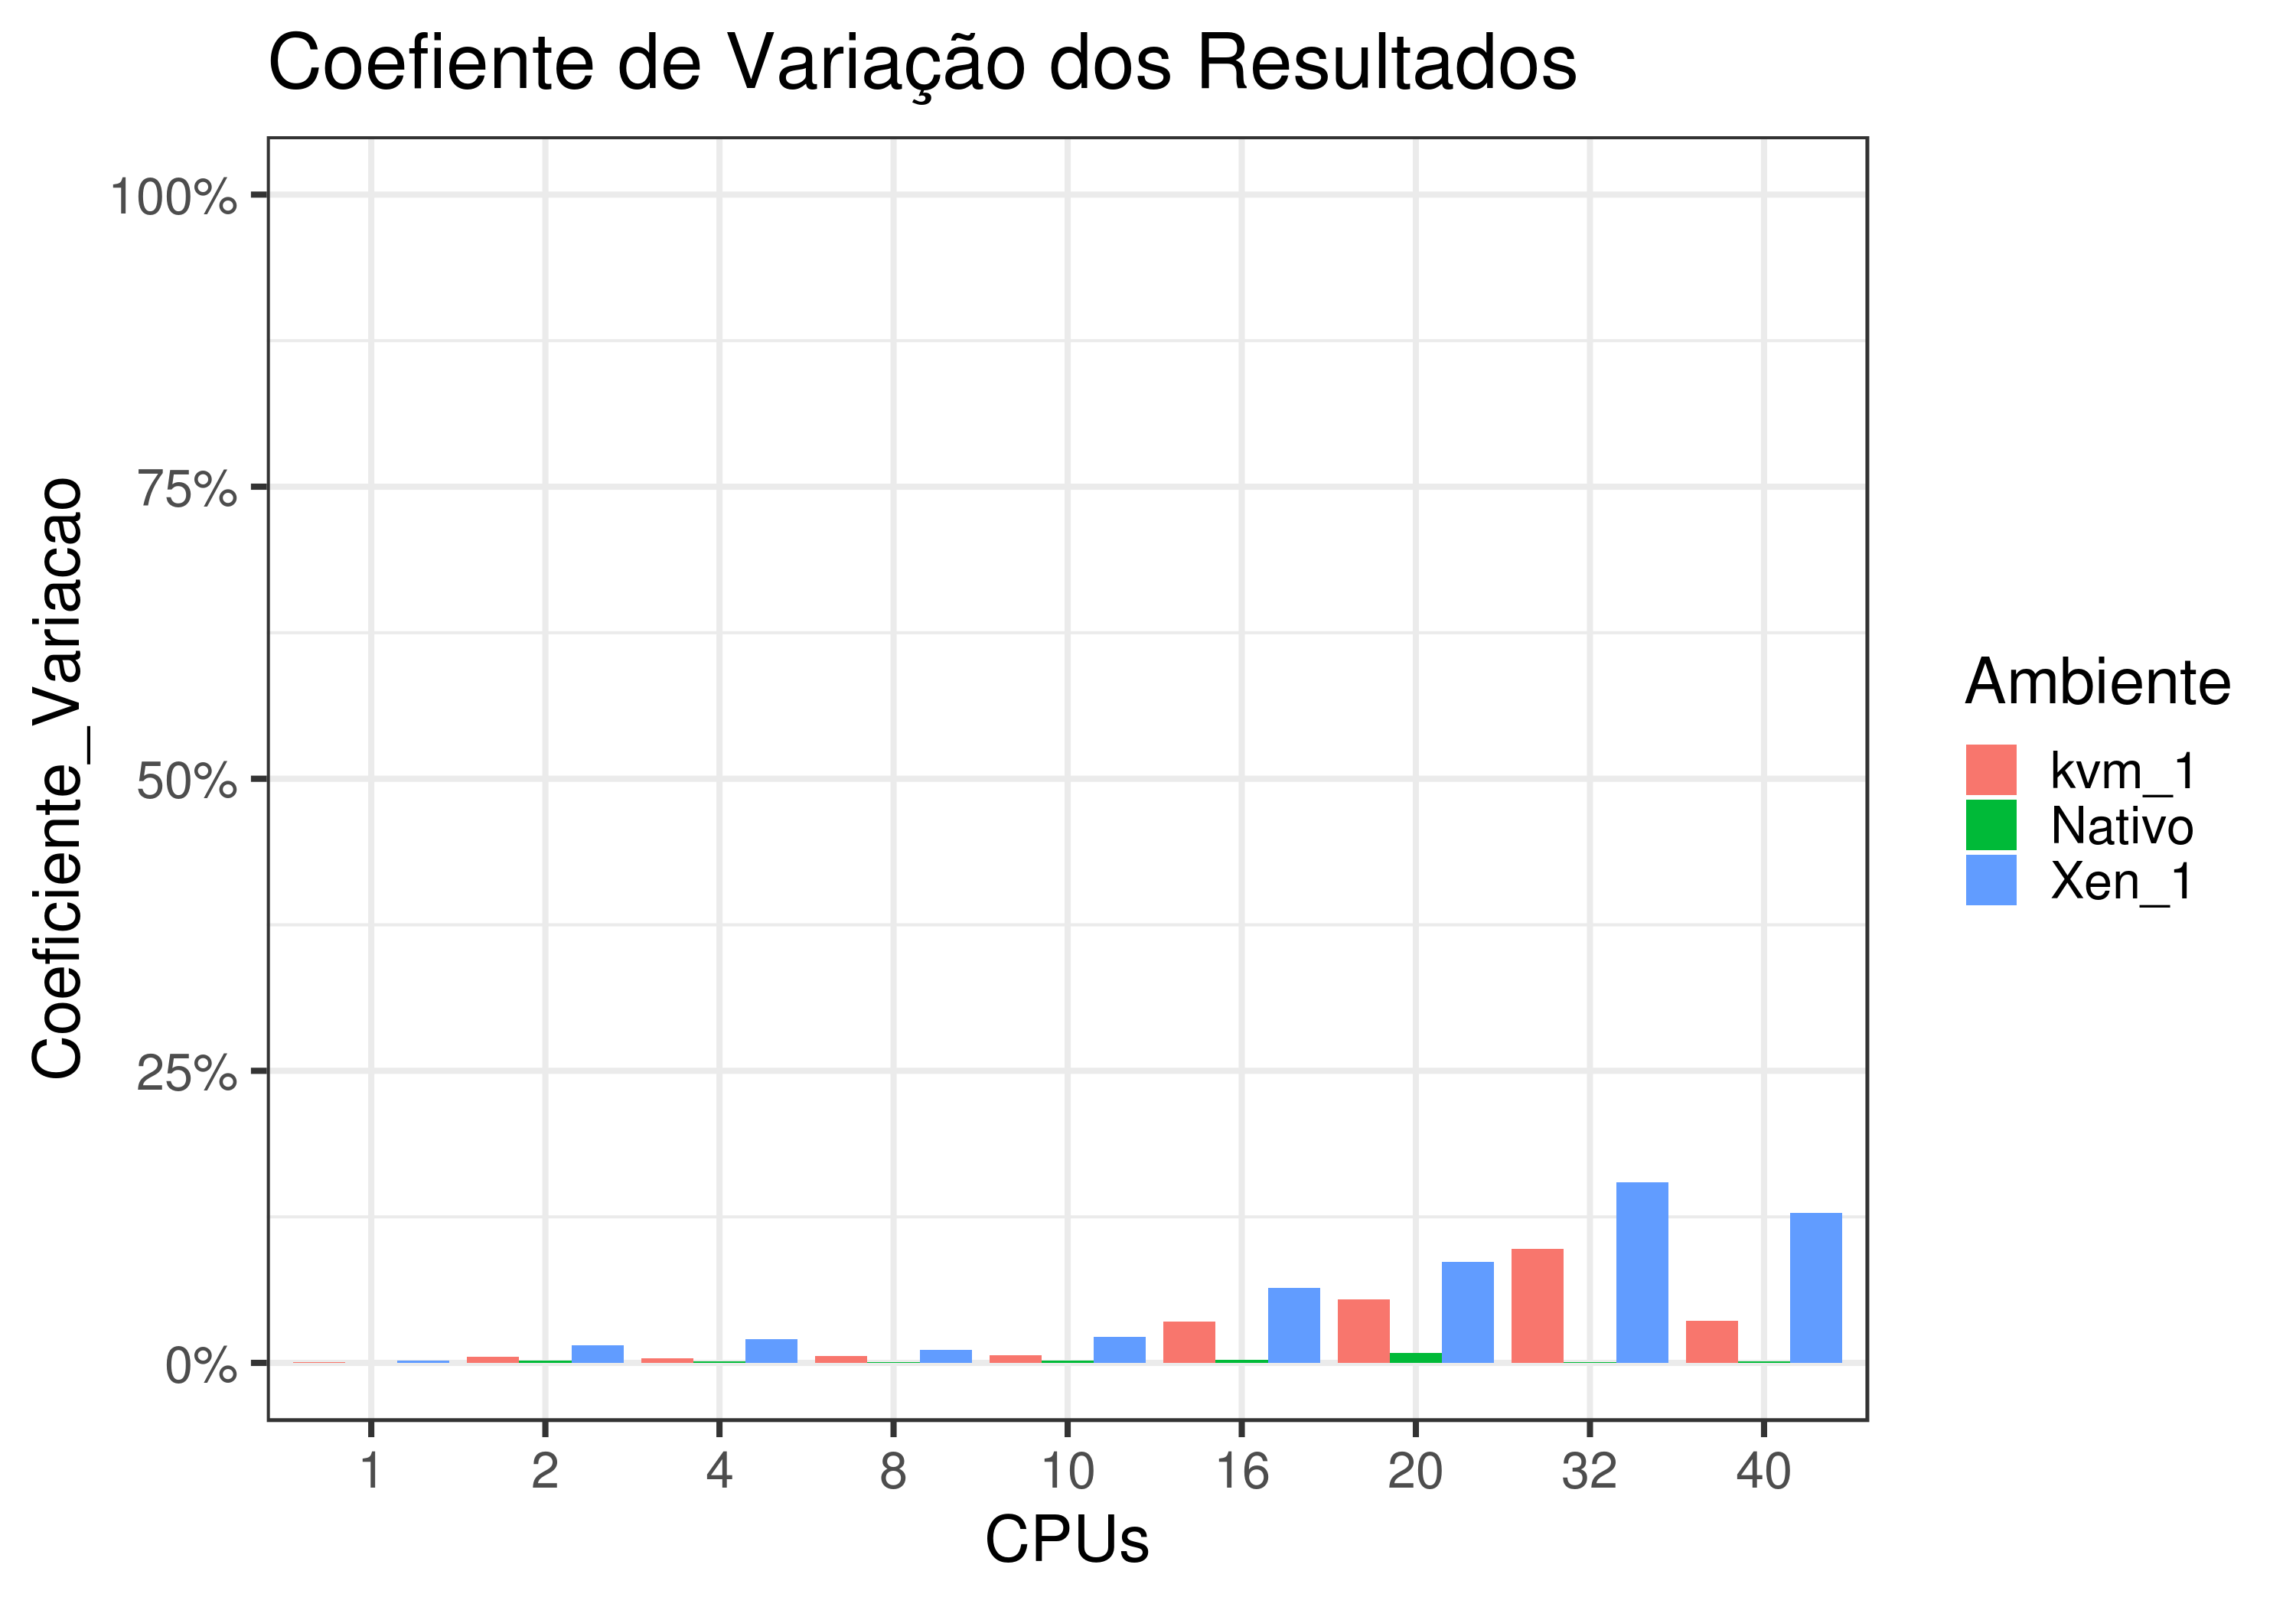 Coefiente de Variação dos Resultados
Coeficiente_Variacao
100%
75%
50%
25%
0%
1 2 4 8 10 16 20 32 40
CPUs
Ambiente
kvm_1
Nativo
Xen_1